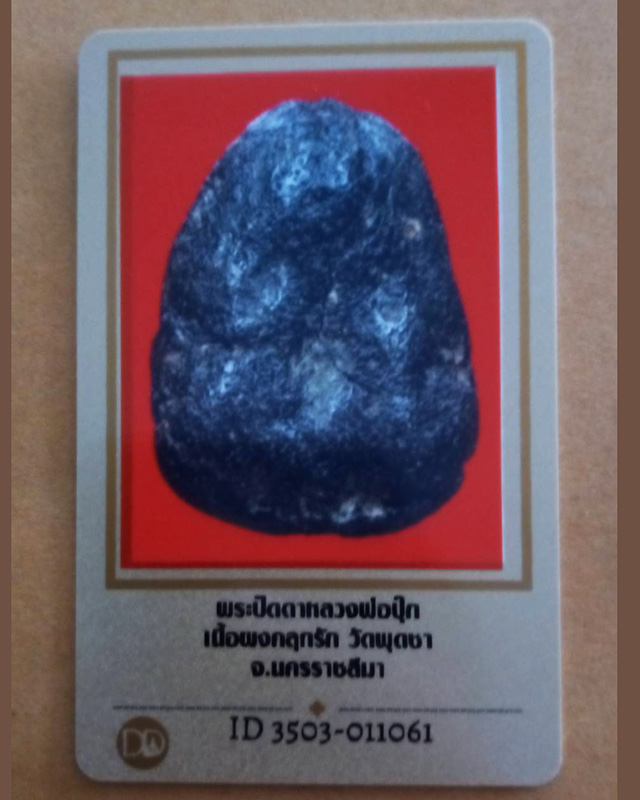 พระปิดตาหลวงพ่อปุ๊ก
เนื้อผงคลุกรัก วัดพุดซา
จ.นครราชสีมา
ID 3503-011061
DD